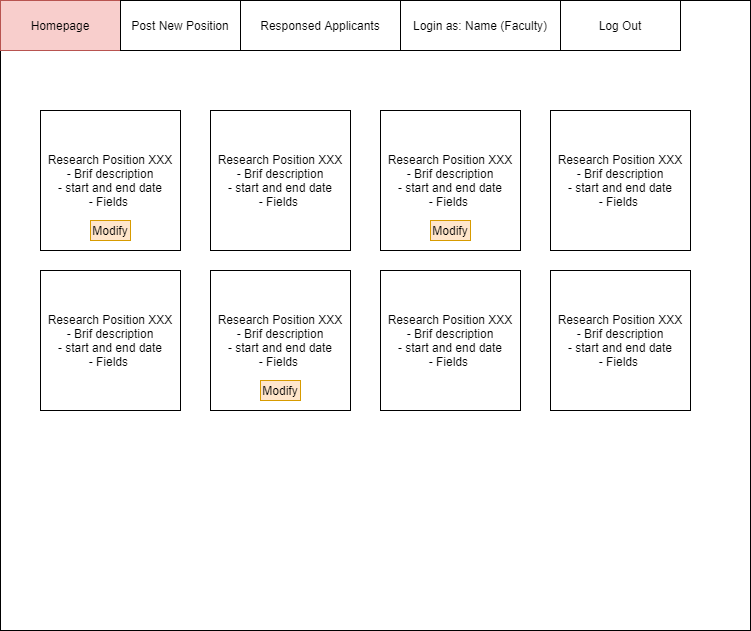 Homepage
Post New Position
Responsed Applicants
Login as: Name (Faculty)
Log Out
Research Position XXX
- Brif description
- start and end date
- Fields
Modify
Research Position XXX
- Brif description
- start and end date
- Fields
Research Position XXX
- Brif description
- start and end date
- Fields
Modify
Research Position XXX
- Brif description
- start and end date
- Fields
Research Position XXX
- Brif description
- start and end date
- Fields
Research Position XXX
- Brif description
- start and end date
- Fields
Modify
Research Position XXX
- Brif description
- start and end date
- Fields
Research Position XXX
- Brif description
- start and end date
- Fields